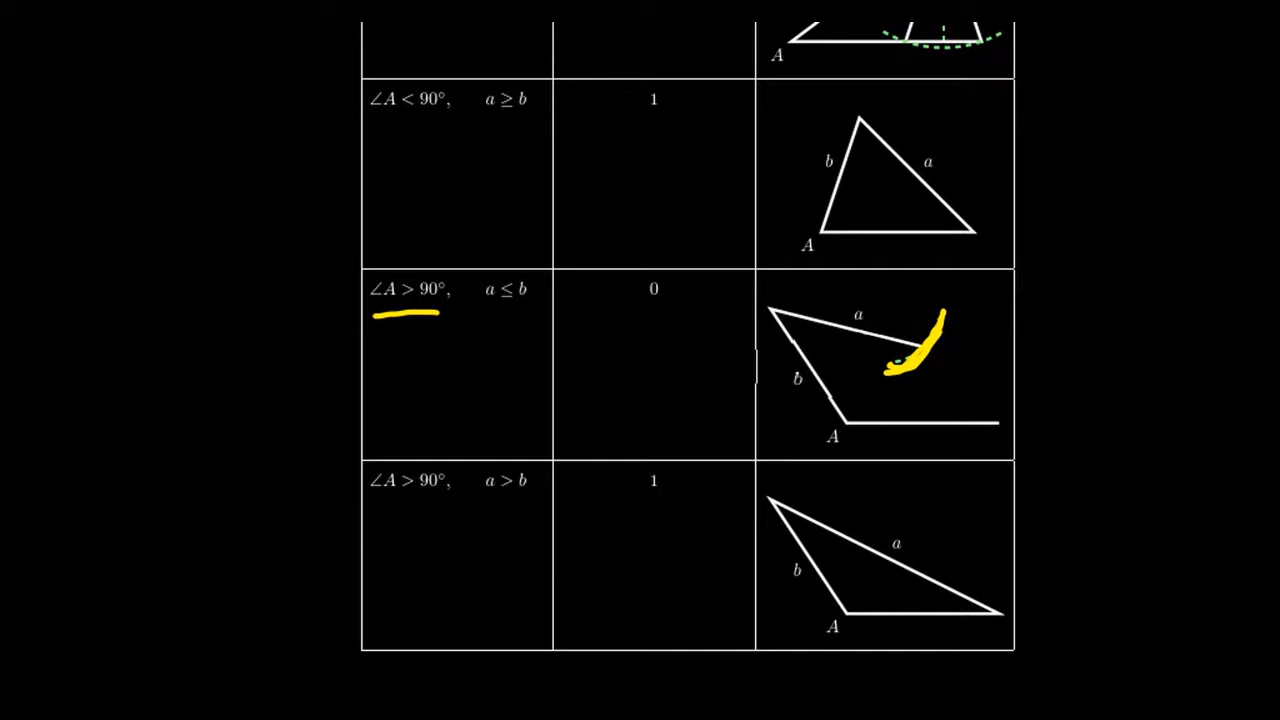 A
∠A < 90°, a ≥ b 1
b a
A
∠A > 90°, a ≤ b 0
a
b
A
∠A > 90°, a > b 1
a
b
A